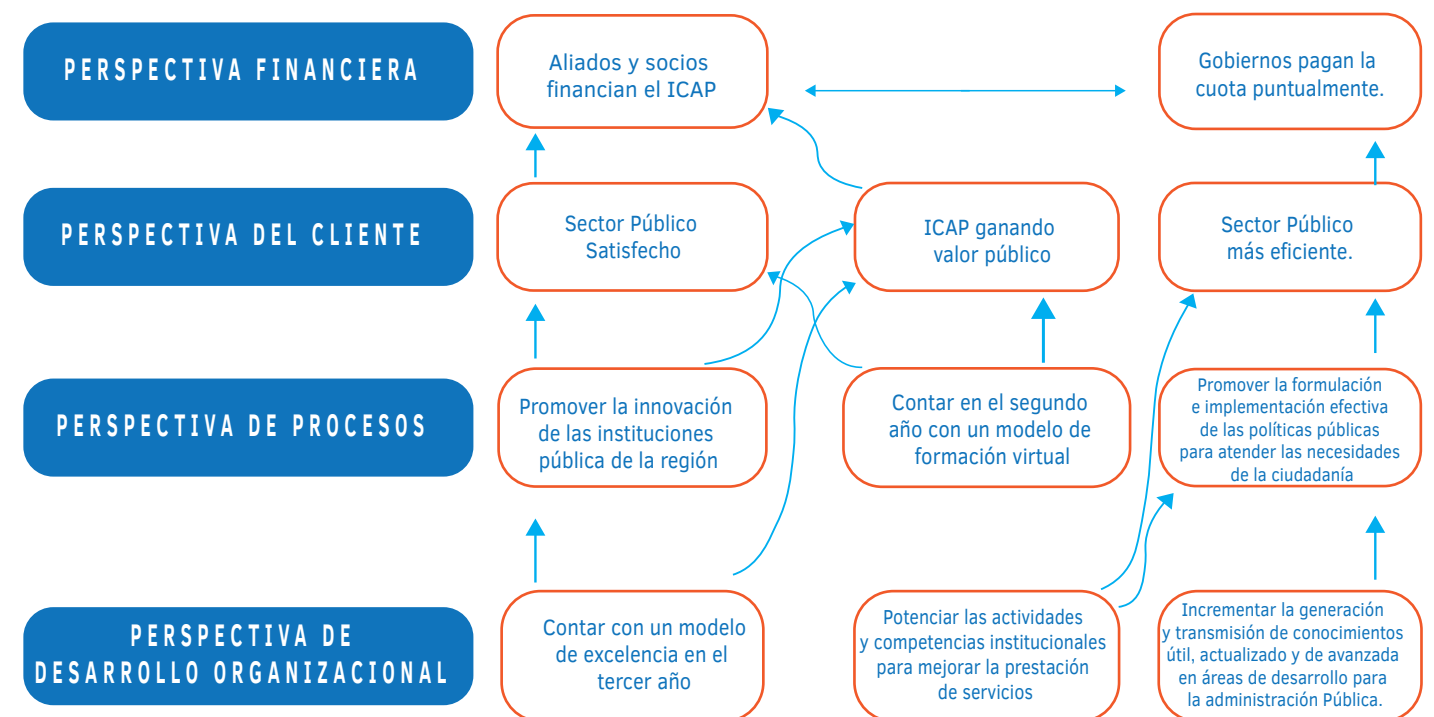 PERSPECTIVA FINANCIERA
Aliados y socios
financian el ICAP
Gobiernos pagan la
cuota puntualmente.
PERSPECTIVA DEL CLIENTE
Sector Público
Satisfecho
ICAP ganando
valor público
Sector Público
más eficiente.
PERSPECTIVA DE PROCESOS
Promover la innovación
de las instituciones
pública de la región
Contar en el segundo
año con un modelo de
formación virtual
Promover la formulación
e implementación efectiva
de las políticas públicas
para atender las necesidades
de la ciudadanía
PERSPECTIVA DE
DESARROLLO ORGANIZACIONAL
Contar con un modelo
de excelencia en el
tercer año
Potenciar las actividades
y competencias institucionales
para mejorar la prestación
de servicios
Incrementar la generación
y transmisión de conocimientos
útil, actualizado y de avanzada
en áreas de desarrollo para
la administración Pública.